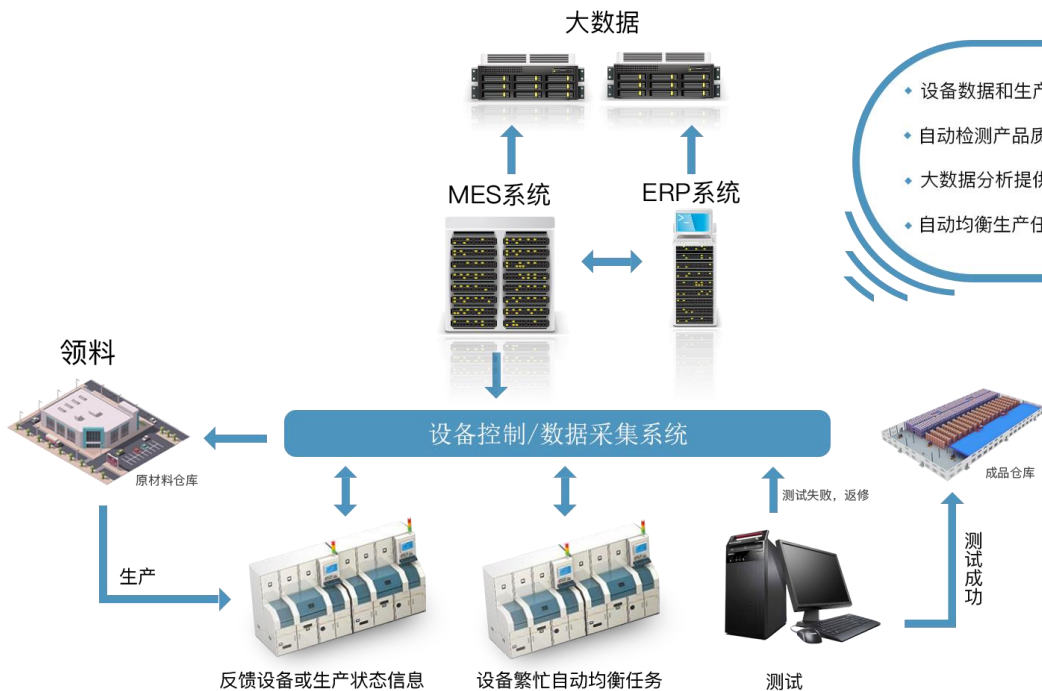 大数据
设备数据和生产
自动检测产品质
大数据分析提供
自动均衡生产任
MES系统
ERP系统
领料
设备控制/数据采集系统
原材料仓库
成品仓库
测试失败，返修
生产
测试成功
反馈设备或生产状态信息
设备繁忙自动均衡任务
测试